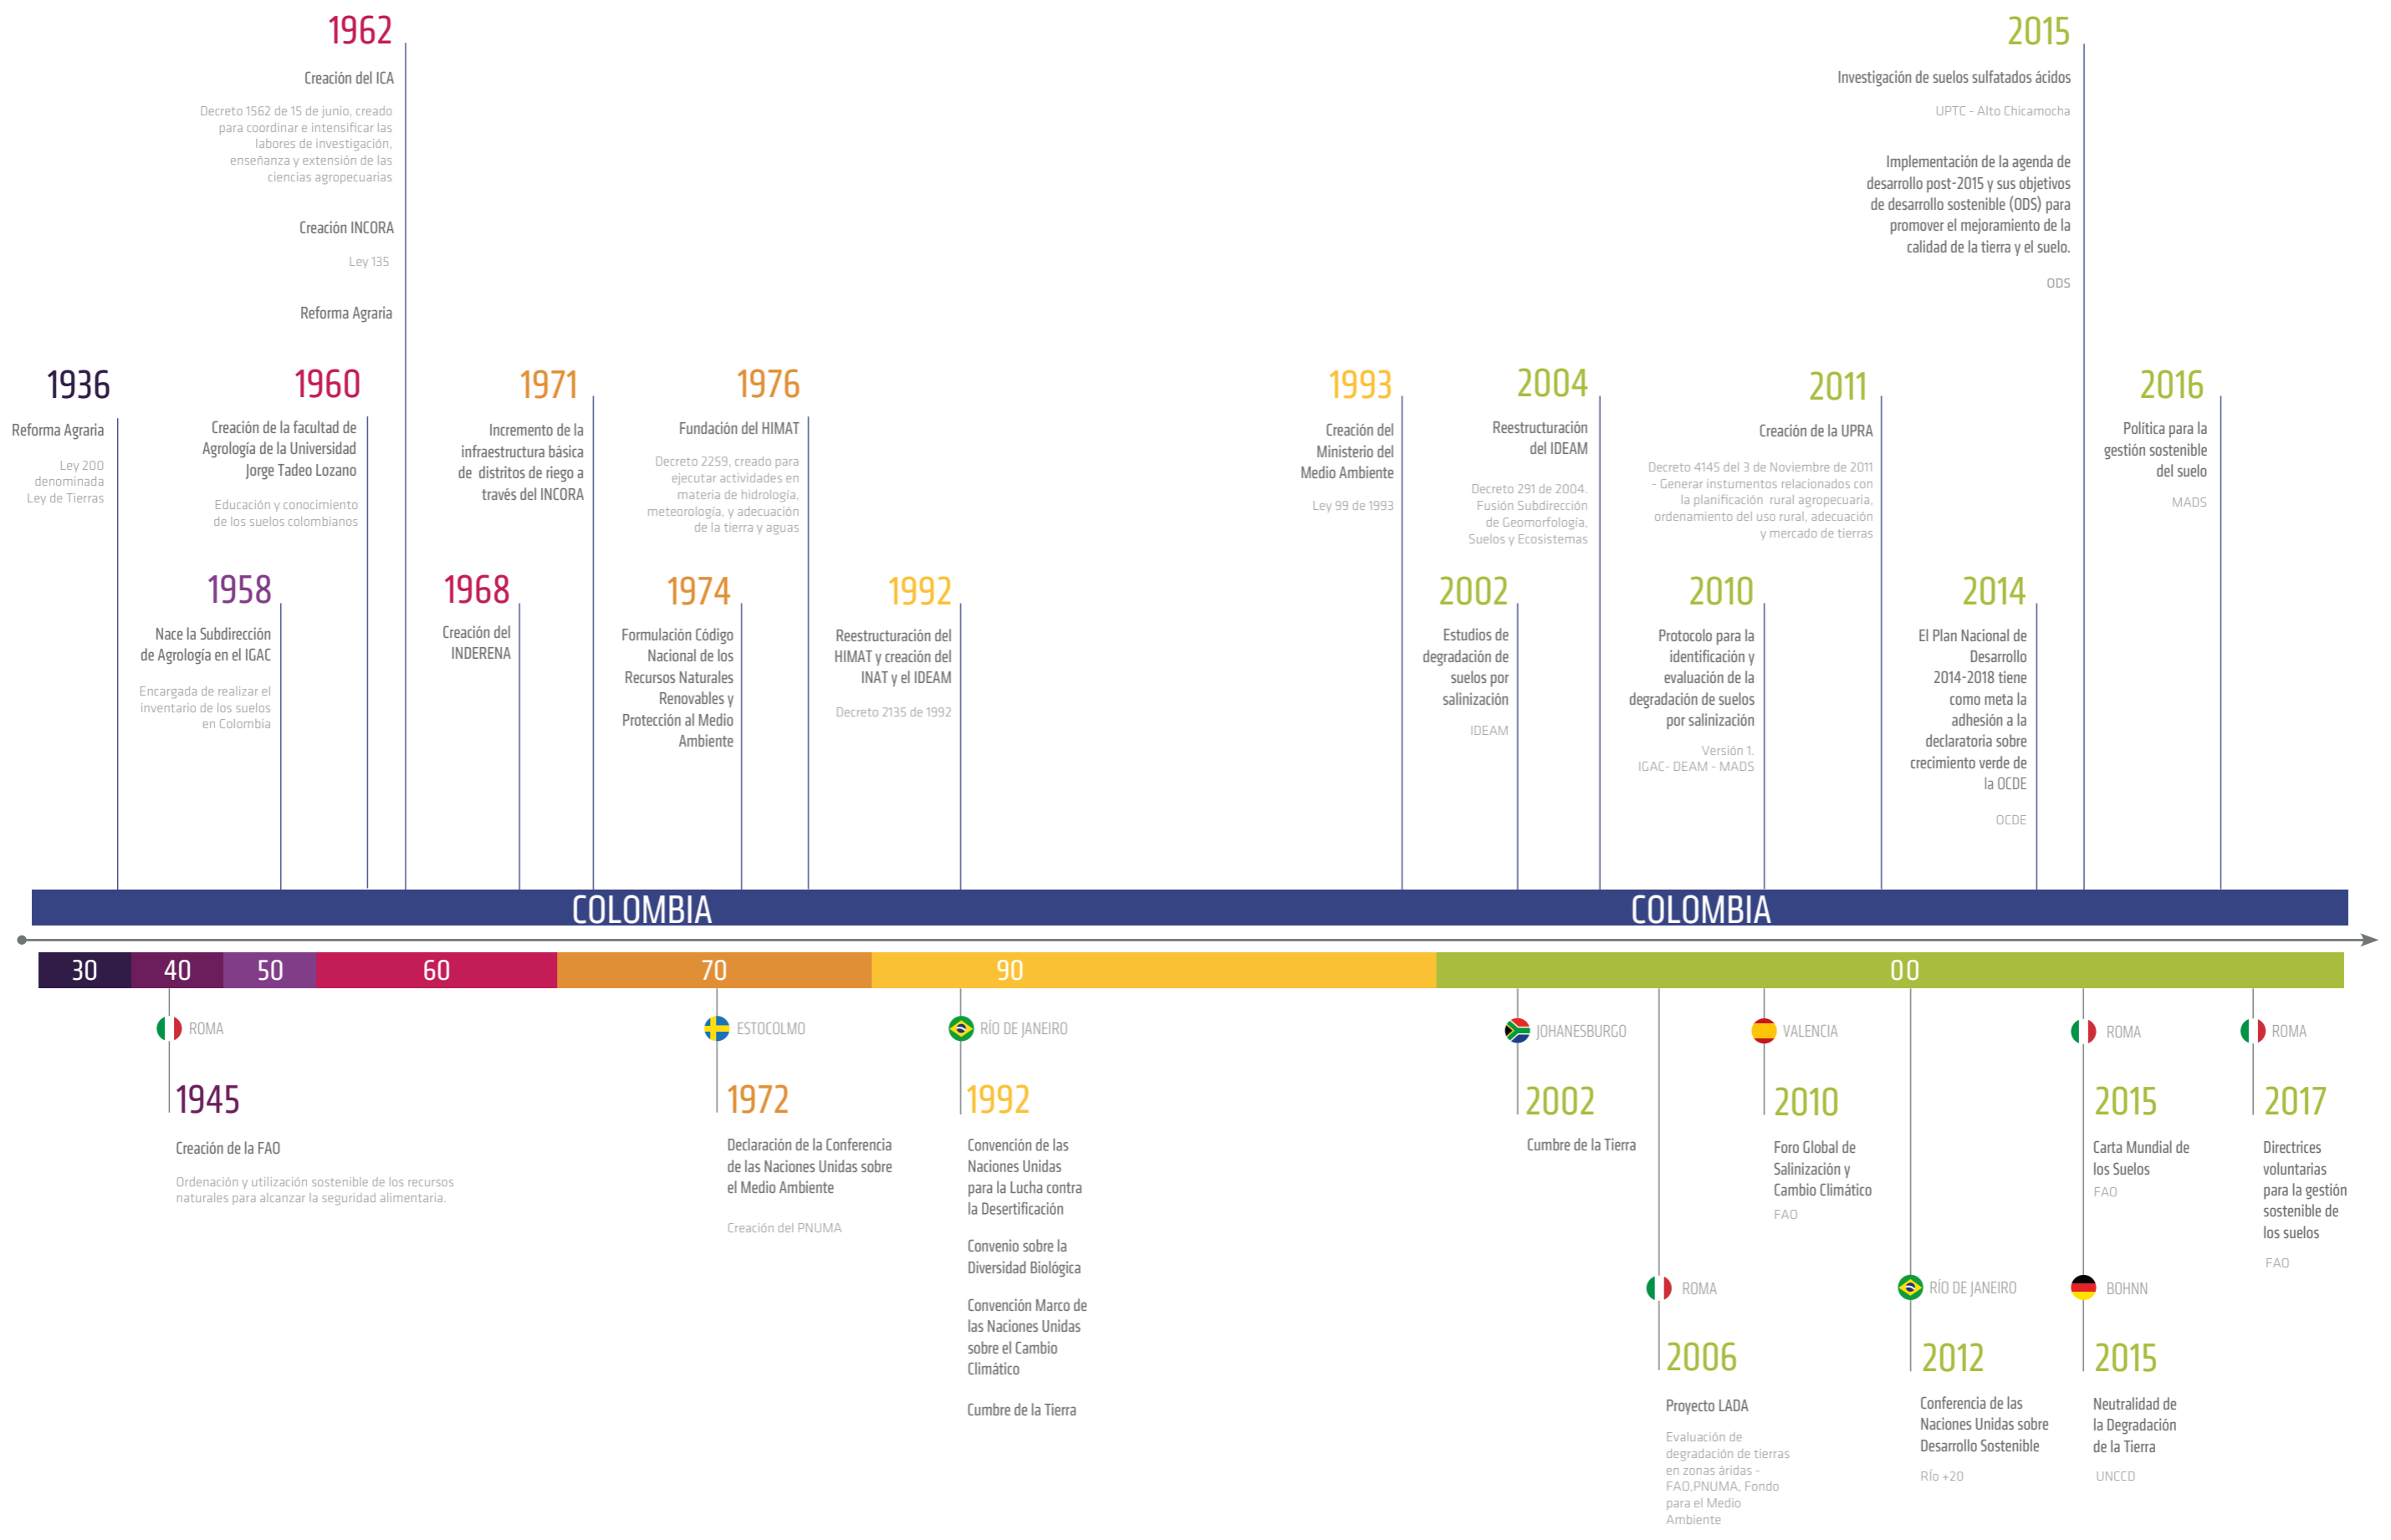 1962
Creación del ICA
Decreto 1562 de 15 de junio, creado
para coordinar e intensificar las
labores de investigación,
enseñanza y extensión de las
ciencias agropecuarias
Creación INCORA
Ley 135
Reforma Agraria
2015
Investigación de suelos sulfatados ácidos
UPTC - Alto Chicamocha
Implementación de la agenda de
desarrollo post-2015 y sus objetivos
de desarrollo sostenible (ODS) para
promover el mejoramiento de la
calidad de la tierra y el suelo.
ODS
1936
Reforma Agraria
Ley 200
denominada
Ley de Tierras
1960
Creación de la facultad de
Agrología de la Universidad
Jorge Tadeo Lozano
Educación y conocimiento
de los suelos colombianos
1971
Incremento de la
infraestructura básica
de distritos de riego a
través del INCORA
1976
Fundación del HIMAT
Decreto 2259, creado para
ejecutar actividades en
materia de hidrología,
meteorología, y adecuación
de la tierra y aguas
1993
Creación del
Ministerio del
Medio Ambiente
Ley 99 de 1993
2004
Reestructuración
del IDEAM
Decreto 291 de 2004.
Fusión Subdirección
de Geomorfología,
Suelos y Ecosistemas
2011
Creación de la UPRA
Decreto 4145 del 3 de Noviembre de 2011
- Generar instumentos relacionados con
la planificación rural agropecuaria,
ordenamiento del uso rural, adecuación
y mercado de tierras
2016
Política para la
gestión sostenible
del suelo
MADS
1958
Nace la Subdirección
de Agrología en el IGAC
Encargada de realizar el
inventario de los suelos
en Colombia
1968
Creación del
INDERENA
1974
Formulación Código
Nacional de los
Recursos Naturales
Renovables y
Protección al Medio
Ambiente
1992
Reestructuración del
HIMAT y creación del
INAT y el IDEAM
Decreto 2135 de 1992
2002
Estudios de
degradación de
suelos por
salinización
IDEAM
2010
Protocolo para la
identificación y
evaluación de la
degradación de suelos
por salinización
Versión 1.
IGAC- DEAM - MADS
2014
El Plan Nacional de
Desarrollo
2014-2018 tiene
como meta la
adhesión a la
declaratoria sobre
crecimiento verde de
la OCDE
OCDE
COLOMBIA COLOMBIA
30 40 50 60 70 90 00
ROMA
1945
Creación de la FAO
Ordenación y utilización sostenible de los recursos
naturales para alcanzar la seguridad alimentaria.
ESTOCOLMO
1972
Declaración de la Conferencia
de las Naciones Unidas sobre
el Medio Ambiente
Creación del PNUMA
RÍO DE JANEIRO
1992
Convención de las
Naciones Unidas
para la Lucha contra
la Desertificación
Convenio sobre la
Diversidad Biológica
Convención Marco de
las Naciones Unidas
sobre el Cambio
Climático
Cumbre de la Tierra
JOHANESBURGO
2002
Cumbre de la Tierra
ROMA
2006
Proyecto LADA
Evaluación de
degradación de tierras
en zonas áridas -
FAO,PNUMA, Fondo
para el Medio
Ambiente
VALENCIA
2010
Foro Global de
Salinización y
Cambio Climático
FAO
RÍO DE JANEIRO
2012
Conferencia de las
Naciones Unidas sobre
Desarrollo Sostenible
Río +20
ROMA
2015
Carta Mundial de
los Suelos
FAO
BOHNN
2015
Neutralidad de
la Degradación
de la Tierra
UNCCD
ROMA
2017
Directrices
voluntarias
para la gestión
sostenible de
los suelos
FAO